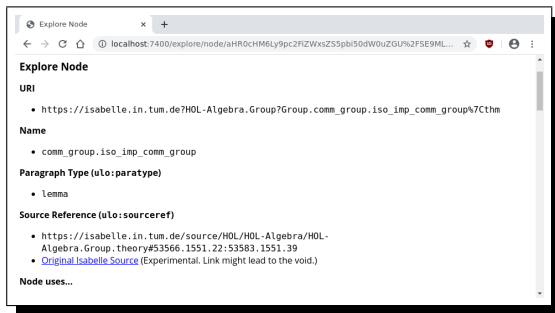 Explore Node
localhost:7400/explore/node/aHR0cHM6Ly9pc2FiZWxsZS5pbi50dW0uZGU%2FSE9ML...
Explore Node
URI
https://isabelle.in.tum.de?HOL-Algebra.Group?Group.comm_group.iso_imp_comm_group%7Cthm
Name
comm_group.iso_imp_comm_group
Paragraph Type (ulo:paratype)
lemma
Source Reference (ulo:sourceref)
https://isabelle.in.tum.de/source/HOL/HOL-Algebra/HOL-
Algebra.Group.theory#53566.1551.22:53583.1551.39
Original Isabelle Source (Experimental. Link might lead to the void.)
Node uses...